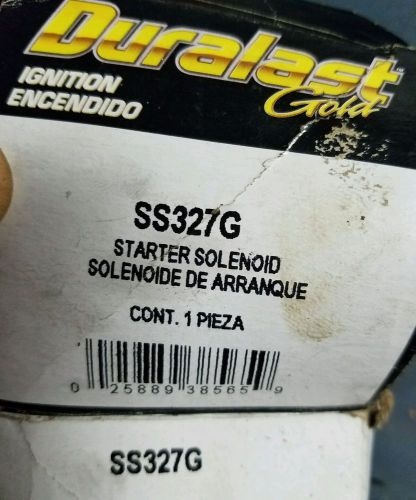 Duralast
Gold
IGNITION
ENCENDIDO
SS327G
STARTER SOLENOID
SOLENOIDE DE ARRANQUE
CONT. 1 PIEZA
0 25889 38565 9
SS327G